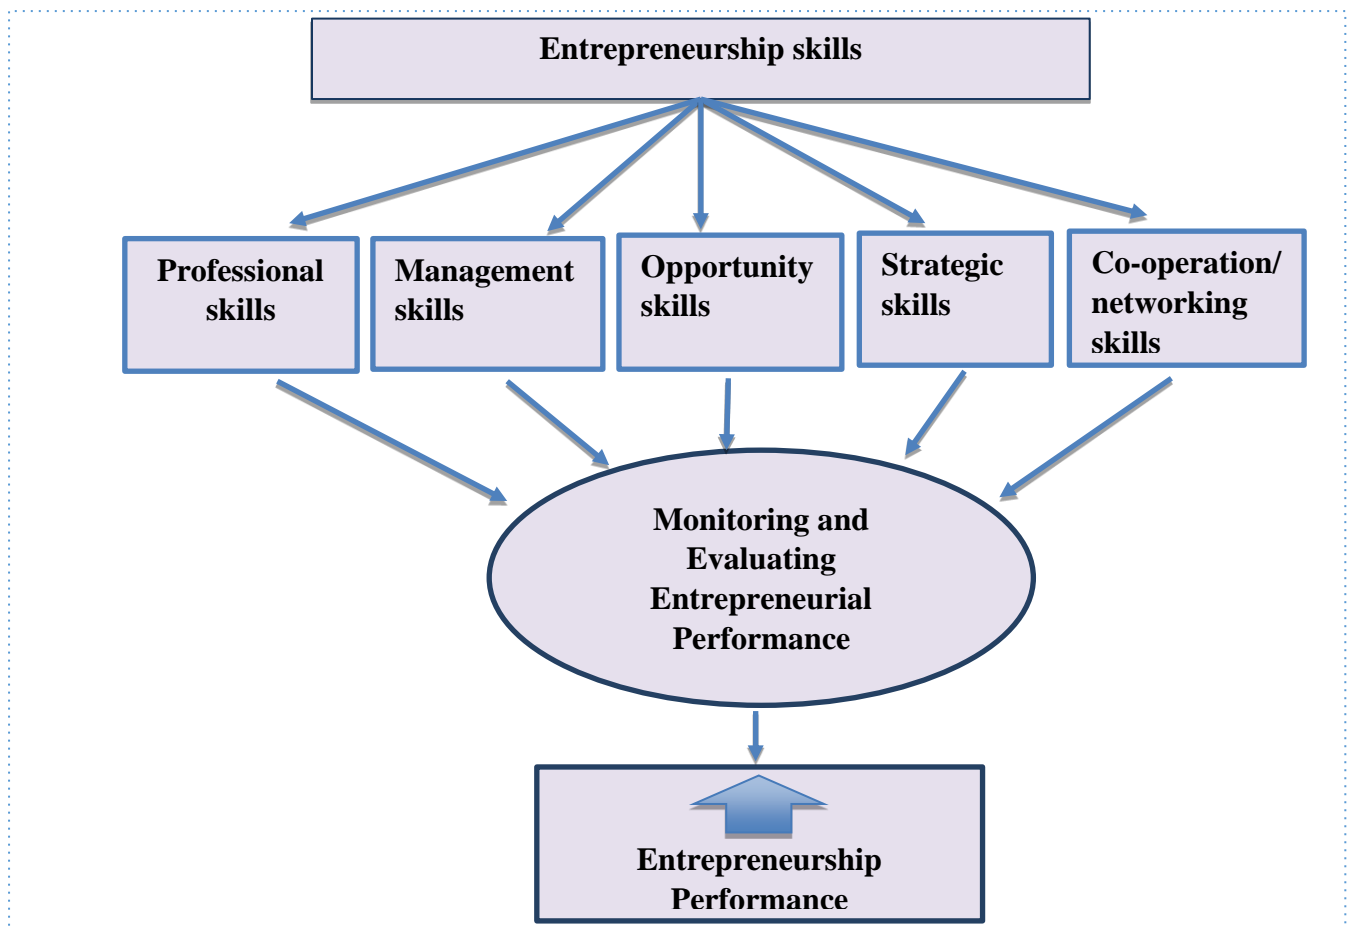 Entrepreneurship skills
Professional
skills
Management
skills
Opportunity
skills
Strategic
skills
Co-operation/
networking
skills
Monitoring and
Evaluating
Entrepreneurial
Performance
Entrepreneurship
Performance